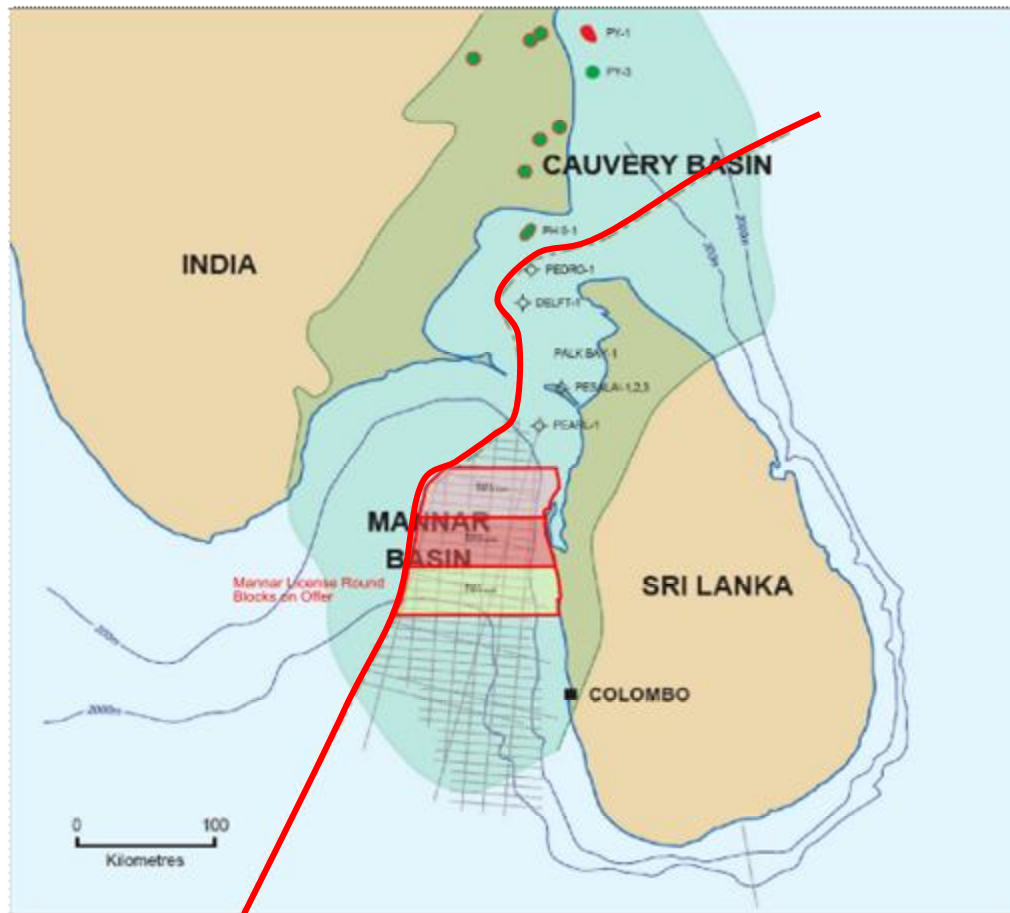 PY-1
PY-3
CAUVERY BASIN
200m
2000m
PH 9-1
INDIA
PEDRO-1
DELFT-1
PALK BAY-1
PESALAI-1,2,3
PEARL-1
MANNAR
BASIN
Mannar License Round
Blocks on Offer
SRI LANKA
200m
2000m
COLOMBO
0 100
Kilometres